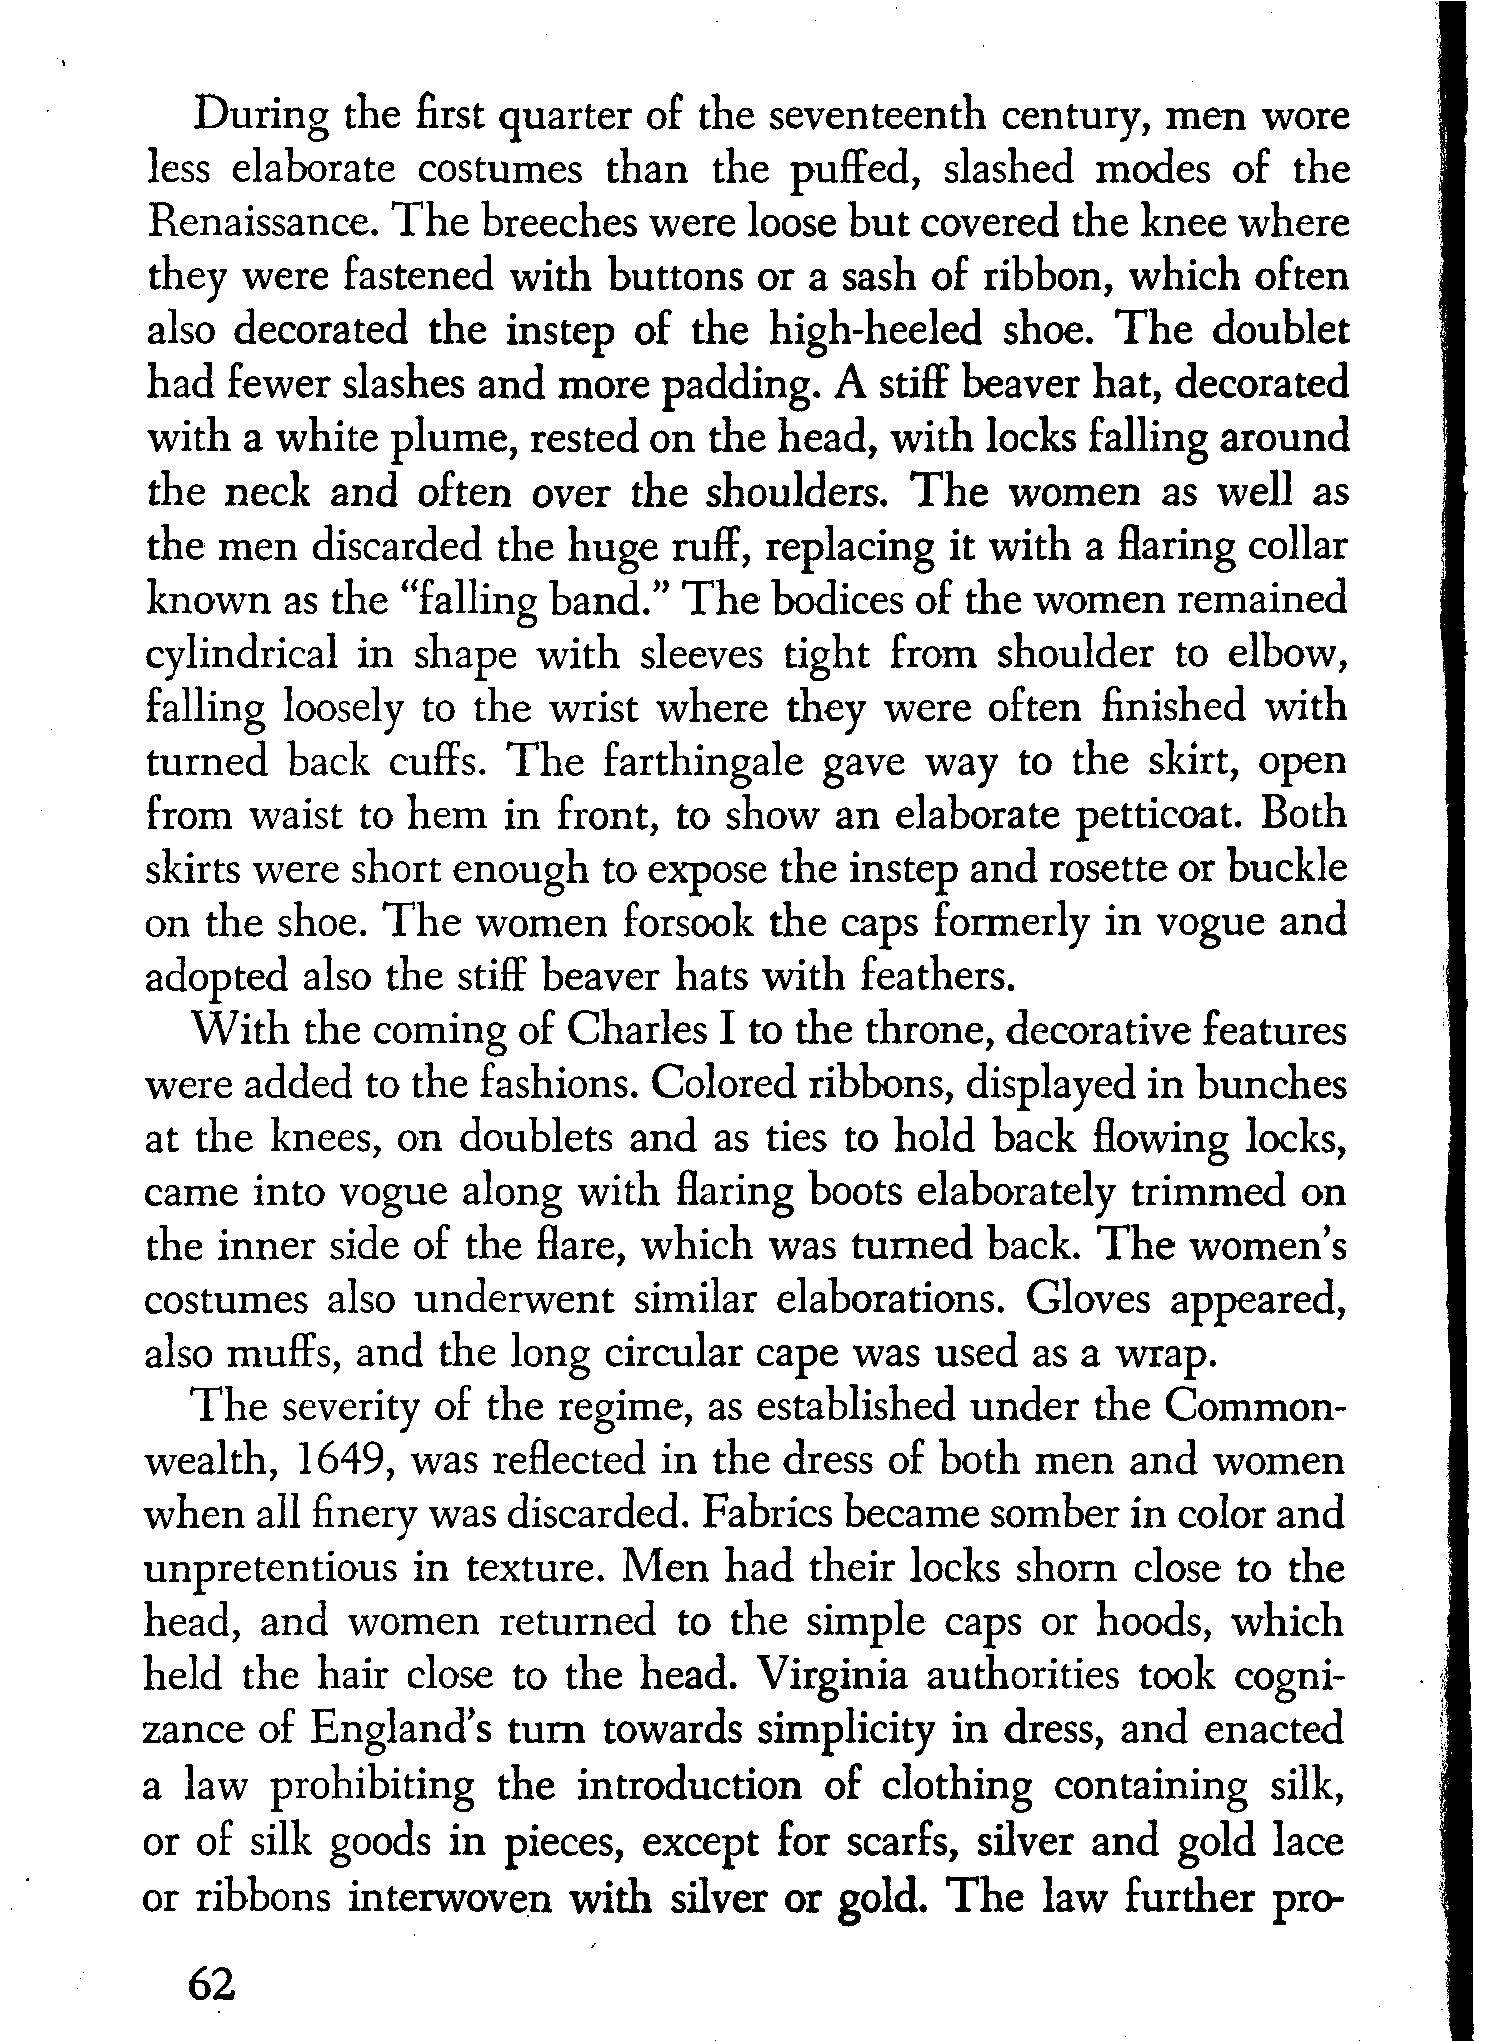 During the first quarter of the seventeenth century, men wore
less elaborate costumes than the puffed, slashed modes of the
Renaissance. The breeches were loose but covered the knee where
they were fastened with buttons or a sash of ribbon, which often
also decorated the instep of the high-heeled shoe. The doublet
had fewer slashes and more padding. A stiff beaver hat, decorated
with a white plume, rested on the head, with locks falling around
the neck and often over the shoulders. The women as well as
the men discarded the huge ruff, replacing it with a flaring collar
known as the “falling band.” The bodices of the women remained
cylindrical in shape with sleeves tight from shoulder to elbow,
falling loosely to the wrist where they were often finished with
turned back cuffs. The farthingale gave way to the skirt, open
from waist to hem in front, to show an elaborate petticoat. Both
skirts were short enough to expose the instep and rosette or buckle
on the shoe. The women forsook the caps formerly in vogue and
adopted also the stiff beaver hats with feathers.
With the coming of Charles I to the throne, decorative features
were added to the fashions. Colored ribbons, displayed in bunches
at the knees, on doublets and as ties to hold back flowing locks,
came into vogue along with flaring boots elaborately trimmed on
the inner side of the flare, which was turned back. The women's
costumes also underwent similar elaborations. Gloves appeared,
also muffs, and the long circular cape was used as a wrap.
The severity of the regime, as established under the Common-
wealth, 1649, was reflected in the dress of both men and women
when all finery was discarded. Fabrics became somber in color and
unpretentious in texture. Men had their locks shorn close to the
head, and women returned to the simple caps or hoods, which
held the hair close to the head. Virginia authorities took cogni-
zance of England's turn towards simplicity in dress, and enacted
a law prohibiting the introduction of clothing containing silk,
or of silk goods in pieces, except for scarfs, silver and gold lace
or ribbons interwoven with silver or gold. The law further pro-
62